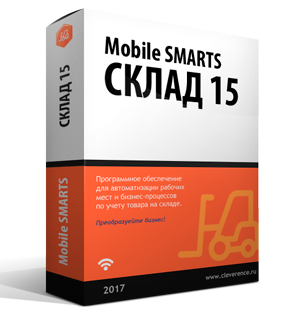 Mobile SMARTS
СКЛАД 15
Программное обеспечение
для автоматизации рабочих
мест и бизнес-процессов
по учету товара на складе.
Преобразуйте бизнес!
www.cleverence.ru
2017
СКЛАД 15
Mobile SMARTS